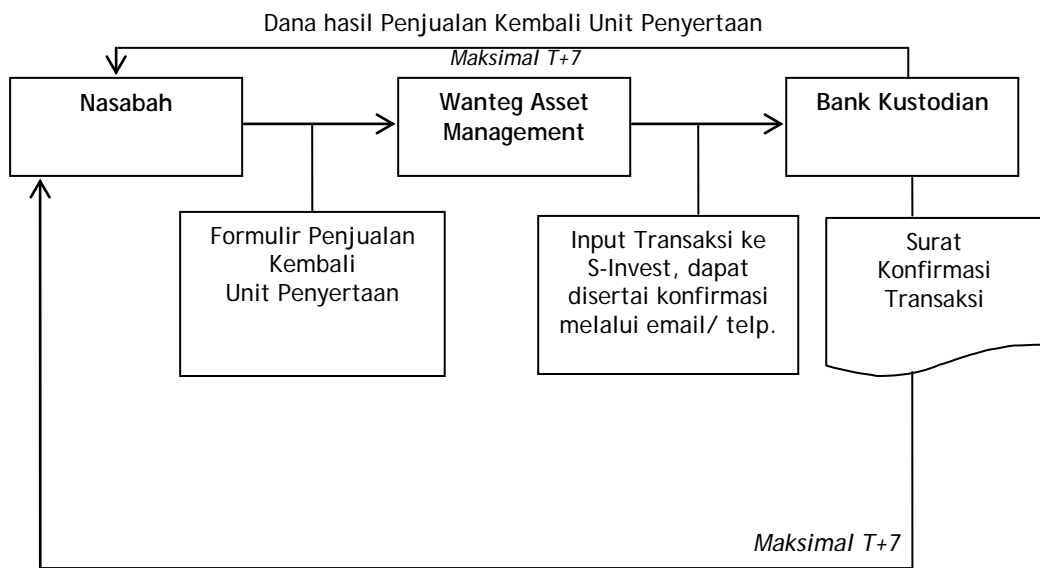 Dana hasil Penjualan Kembali Unit Penyertaan
Maksimal T+7
Nasabah
Wanteg Asset
Management
Bank Kustodian
Formulir Penjualan
Kembali
Unit Penyertaan
Input Transaksi ke
S-Invest, dapat
disertai konfirmasi
melalui email/ telp.
Surat
Konfirmasi
Transaksi
Maksimal T+7